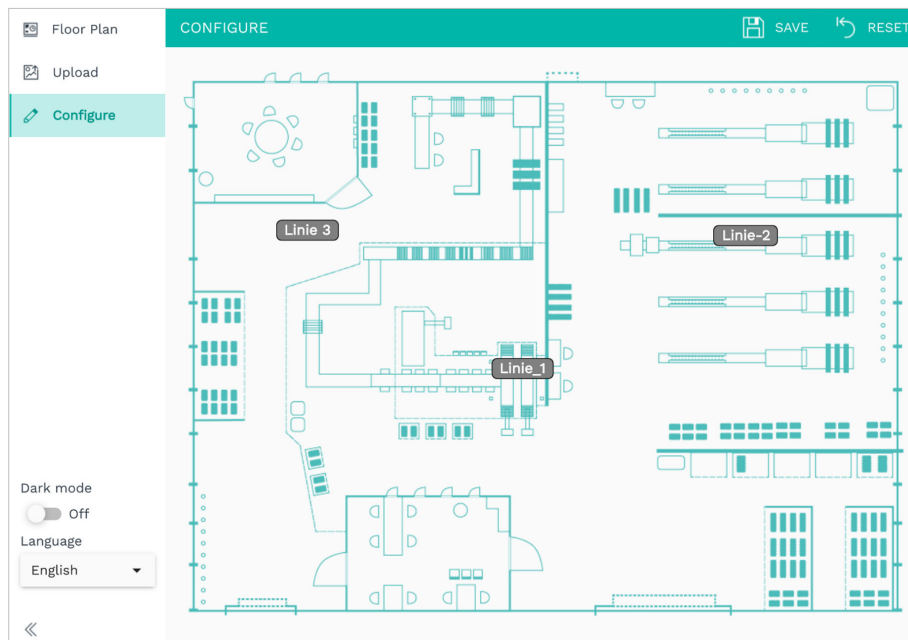 Floor Plan
CONFIGURE
SAVE
RESET
Upload
Configure
Linie 3
Linie-2
Linie_1
Dark mode
Off
Language
English